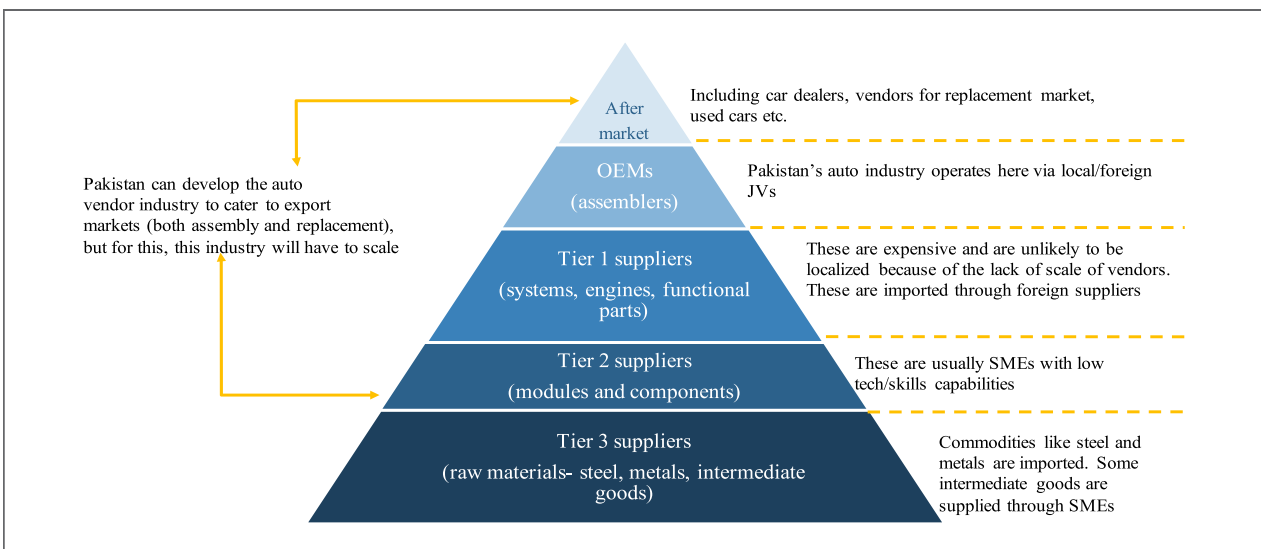 After
market
Including car dealers, vendors for replacement market,
used cars etc.
OEMs
(assemblers)
Pakistan's auto industry operates here via local/foreign
JVs
Pakistan can develop the auto
vendor industry to cater to export
markets (both assembly and replacement),
but for this, this industry will have to scale
Tier 1 suppliers
(systems, engines, functional
parts)
These are expensive and are unlikely to be
localized because of the lack of scale of vendors.
These are imported through foreign suppliers
Tier 2 suppliers
(modules and components)
These are usually SMEs with low
tech/skills capabilities
Tier 3 suppliers
(raw materials- steel, metals, intermediate
goods)
Commodities like steel and
metals are imported. Some
intermediate goods are
supplied through SMEs